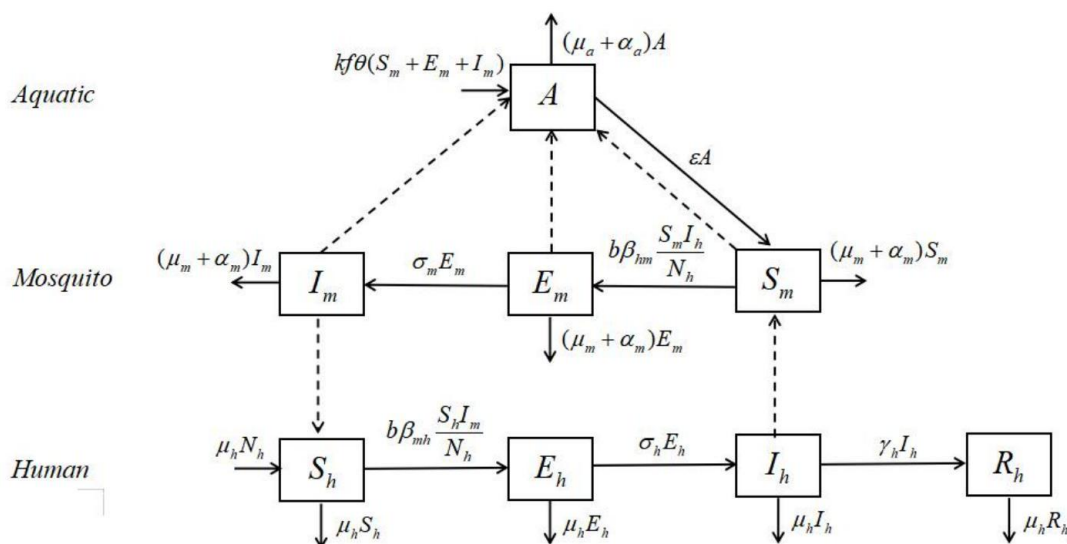 (μₐ + αₐ)A
kfθ(Sₘ + Eₘ + Iₘ)
Aquatic
A
εA
(μₘ + αₘ)Iₘ
σₘEₘ
bβₕₘ SₘIₕ/Nₕ
(μₘ + αₘ)Sₘ
Mosquito
Iₘ
Eₘ
Sₘ
(μₘ + αₘ)Eₘ
μₕNₕ
bβₘₕ SₕIₘ/Nₕ
σₕEₕ
γₕIₕ
Human
Sₕ
Eₕ
Iₕ
Rₕ
μₕSₕ
μₕEₕ
μₕIₕ
μₕRₕ